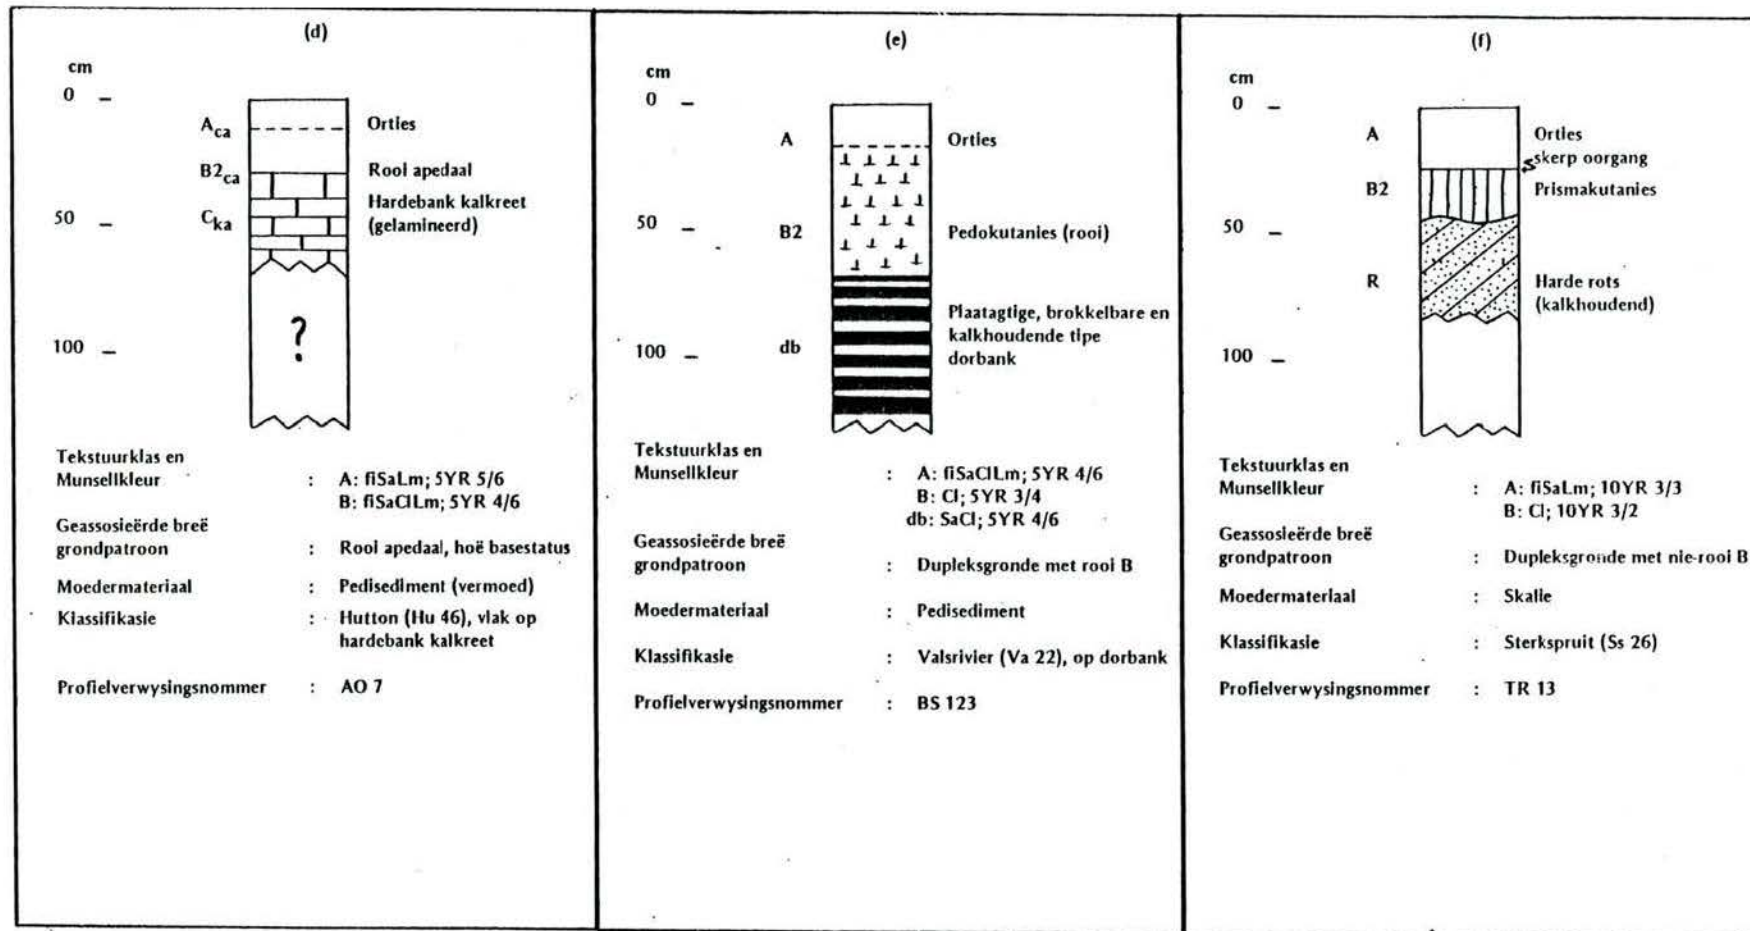 (d)
cm
0
A_ca Orties
B2_ca Rooi apedaal
Hardebank kalkreet
(gelamineerd)
C_ka
50
?
100
Tekstuurklas en
Munsellkleur : A: fiSaLm; 5YR 5/6
B: fiSaClLm; 5YR 4/6
Geassosieërde breë
grondpatroon : Rooi apedaal, hoë basestatus
Moedermateriaal : Pedisediment (vermoed)
Klassifikasie : Hutton (Hu 46), vlak op
hardebank kalkreet
Profielverwysingsnommer : AO 7
(e)
cm
0
A Orties
50
B2 Pedokutanies (rooi)
Plaatagtige, brokkelbare en
kalkhoudende tipe
dorbank
100
db
Tekstuurklas en
Munsellkleur : A: fiSaClLm; 5YR 4/6
B: Cl; 5YR 3/4
db: SaCl; 5YR 4/6
Geassosieërde breë
grondpatroon : Dupleksgronde met rooi B
Moedermateriaal : Pedisediment
Klassifikasie : Valsrivier (Va 22), op dorbank
Profielverwysingsnommer : BS 123
(f)
cm
0
A Orties
skerp oorgang
B2 Prismakutanies
50
R Harde rots
(kalkhoudend)
100
Tekstuurklas en
Munsellkleur : A: fiSaLm; 10YR 3/3
B: Cl; 10YR 3/2
Geassosieërde breë
grondpatroon : Dupleksgronde met nie-rooi B
Moedermateriaal : Skalie
Klassifikasie : Sterkspruit (Ss 26)
Profielverwysingsnommer : TR 13